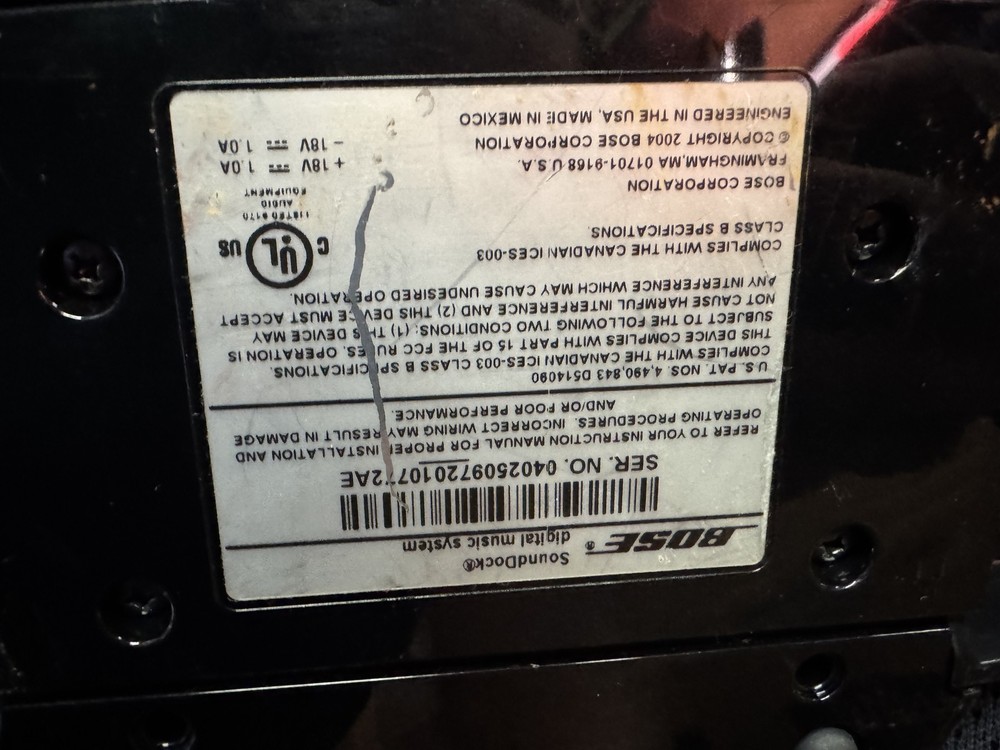 SoundDock®
BOSE® digital music system
SER. NO. 0402509720107 2AE
REFER TO YOUR INSTRUCTION MANUAL FOR PROPER INSTALLATION AND
OPERATING PROCEDURES. INCORRECT WIRING MAY RESULT IN DAMAGE
AND/OR POOR PERFORMANCE.
U.S. PAT. NOS. 4,490,843 D514090
COMPLIES WITH THE CANADIAN ICES-003 CLASS B SPECIFICATIONS.
THIS DEVICE COMPLIES WITH PART 15 OF THE FCC RULES. OPERATION IS
SUBJECT TO THE FOLLOWING TWO CONDITIONS: (1) THIS DEVICE MAY
NOT CAUSE HARMFUL INTERFERENCE AND (2) THIS DEVICE MUST ACCEPT
ANY INTERFERENCE WHICH MAY CAUSE UNDESIRED OPERATION.
COMPLIES WITH THE CANADIAN ICES-003
CLASS B SPECIFICATIONS.
BOSE CORPORATION
FRAMINGHAM, MA 01701-9168 U.S.A.
© COPYRIGHT 2004 BOSE CORPORATION
ENGINEERED IN THE USA, MADE IN MEXICO
C UL US
LISTED 6170
AUDIO
EQUIPMENT
+ 18V ⎓ 1.0A
− 18V ⎓ 1.0A